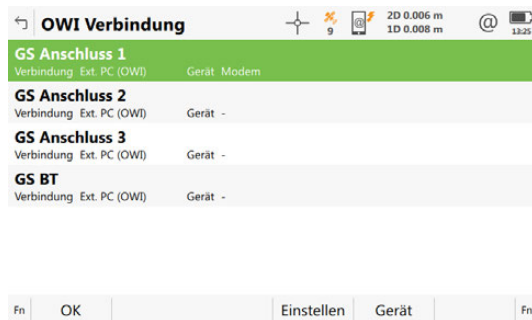 OWI Verbindung
9
@
2D 0.006 m
1D 0.008 m
@
13:25
GS Anschluss 1
Verbindung Ext. PC (OWI) Gerät Modem
GS Anschluss 2
Verbindung Ext. PC (OWI) Gerät -
GS Anschluss 3
Verbindung Ext. PC (OWI) Gerät -
GS BT
Verbindung Ext. PC (OWI) Gerät -
Fn OK Einstellen Gerät Fn